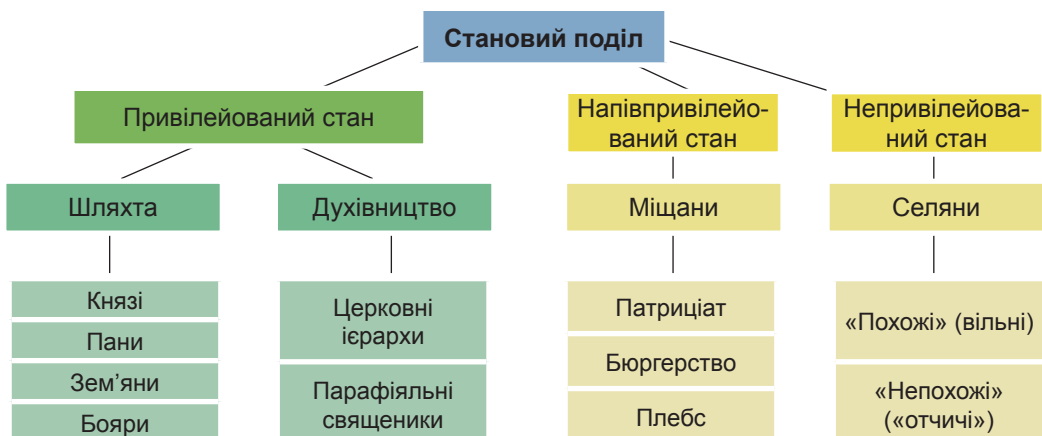 Становий поділ
Привілейований стан
Напівпривілейо-
ваний стан
Непривілейова-
ний стан
Шляхта
Духівництво
Міщани
Селяни
Князі
Пани
Зем’яни
Бояри
Церковні
ієрархи
Парафіяльні
священики
Патриціат
Бюргерство
Плебс
«Похожі» (вільні)
«Непохожі»
(«отчичі»)